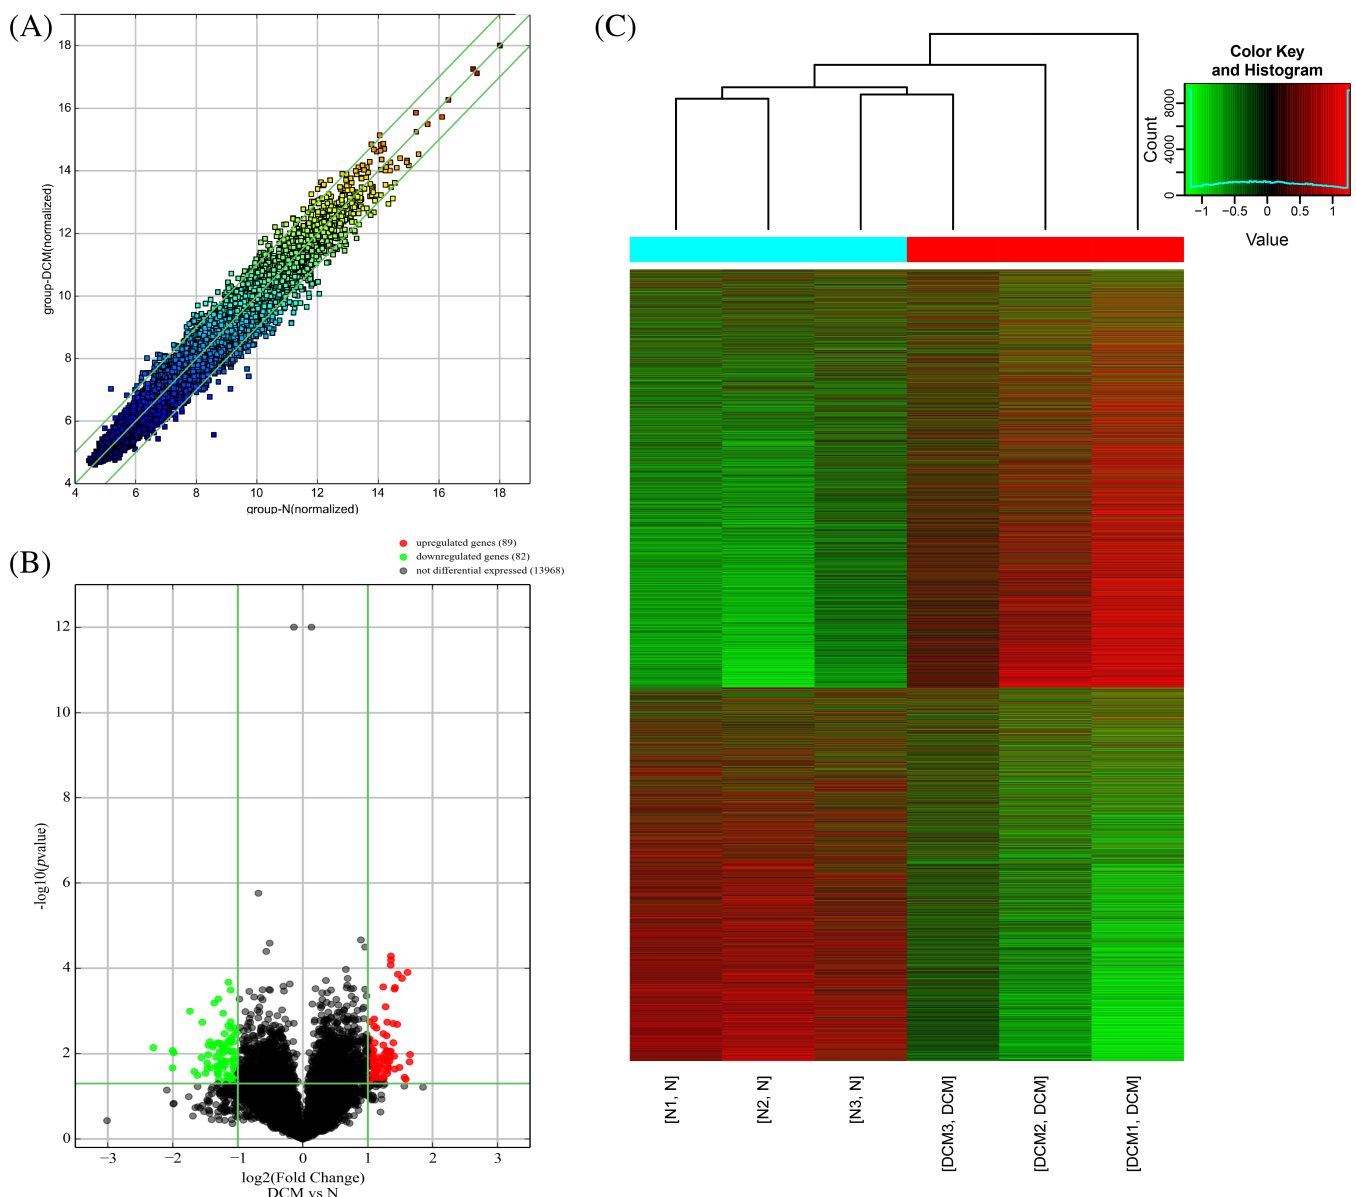 (A)
18
16
14
12
10
8
6
4
group-DCM(normalized)
4
6
8
10
12
14
16
18
group-N(normalized)
(B)
upregulated genes (89)
downregulated genes (82)
not differential expressed (13968)
12
10
8
6
4
2
0
-log10(pvalue)
−3
−2
−1
0
1
2
3
log2(Fold Change)
DCM vs N
(C)
Color Key
and Histogram
Count
0
4000
8000
−1
−0.5
0
0.5
1
Value
[N1, N]
[N2, N]
[N3, N]
[DCM3, DCM]
[DCM2, DCM]
[DCM1, DCM]